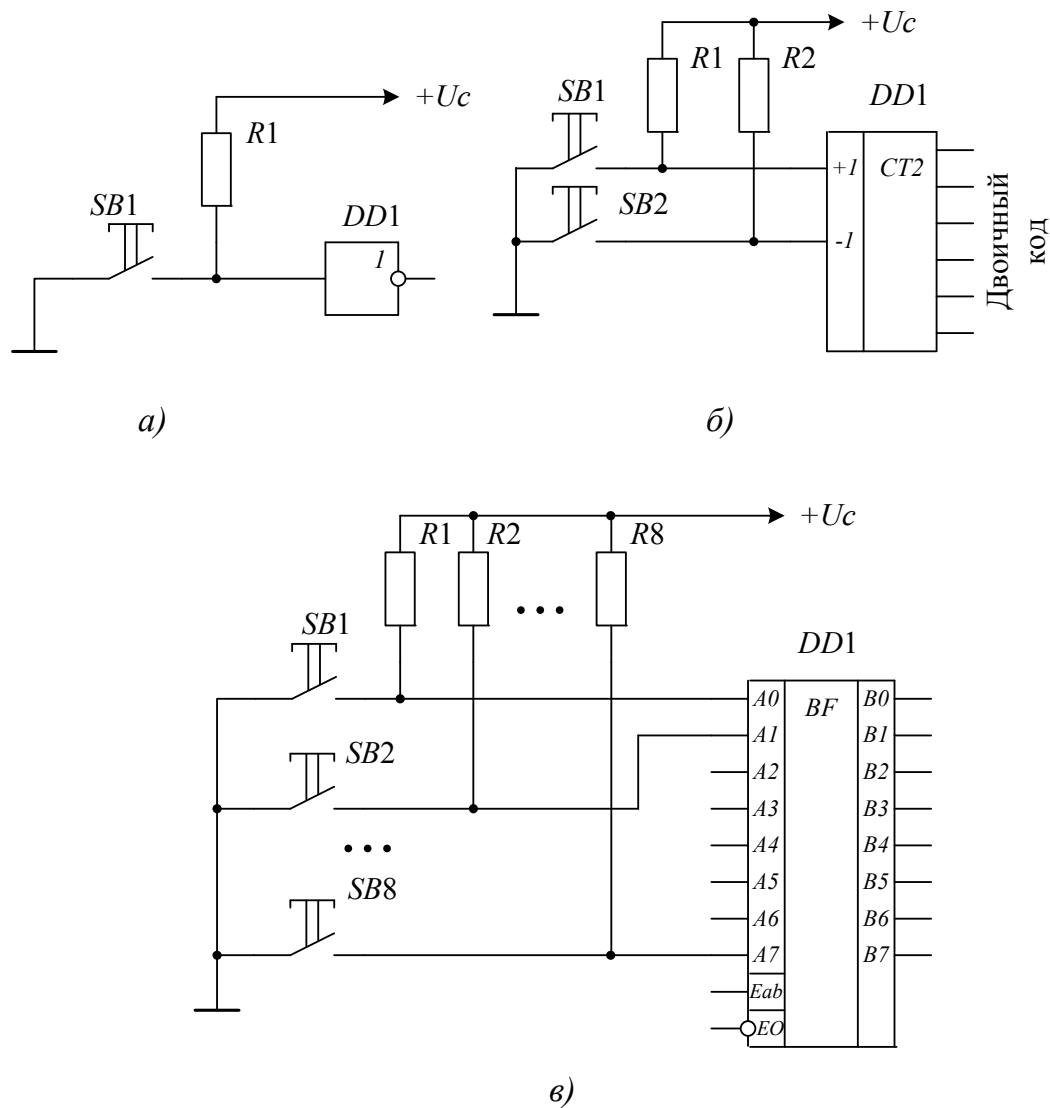 +Uc
R1
SB1
DD1
1
а)
+Uc
R1
R2
SB1
DD1
SB2
+1
CT2
-1
Двоичный
код
б)
+Uc
R1
R2
R8
• • •
SB1
DD1
SB2
• • •
SB8
A0
BF
B0
A1
B1
A2
B2
A3
B3
A4
B4
A5
B5
A6
B6
A7
B7
Eab
EO
в)